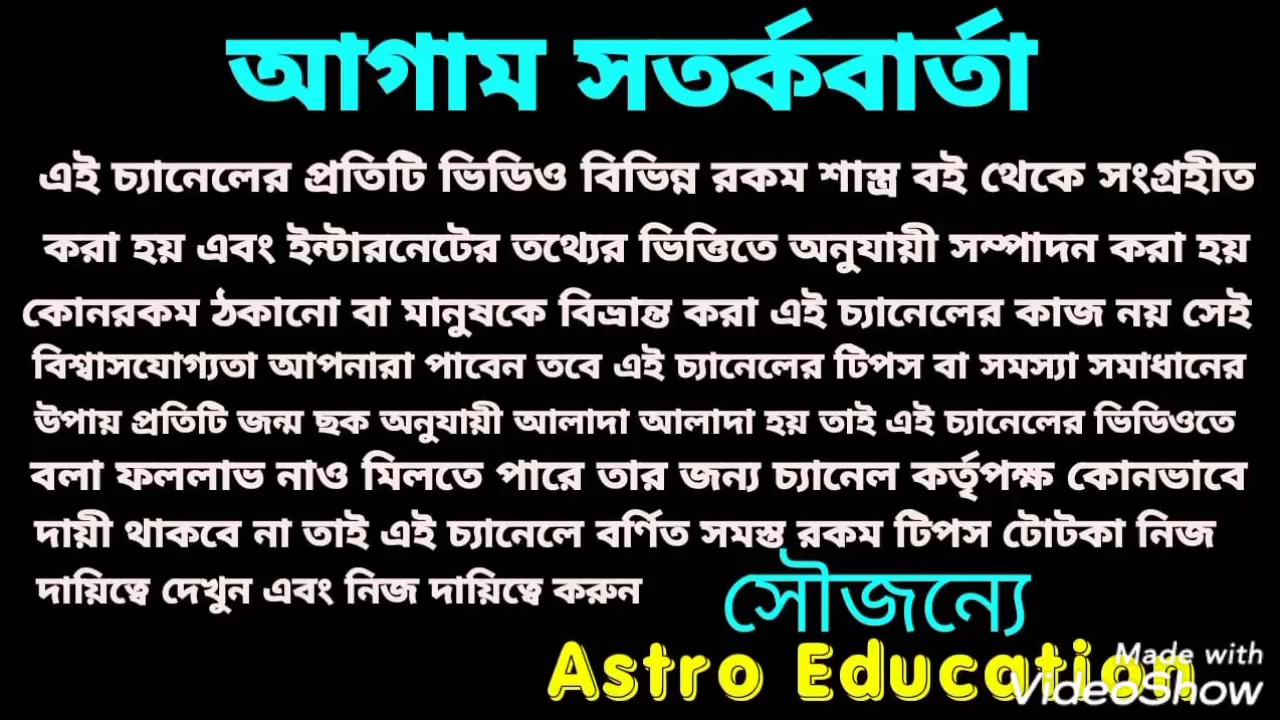 আগাম সতর্কবার্তা
এই চ্যানেলের প্রতিটি ভিডিও বিভিন্ন রকম শাস্ত্র বই থেকে সংগ্রহীত
করা হয় এবং ইন্টারনেটের তথ্যের ভিত্তিতে অনুযায়ী সম্পাদন করা হয়
কোনরকম ঠকানো বা মানুষকে বিভ্রান্ত করা এই চ্যানেলের কাজ নয় সেই
বিশ্বাসযোগ্যতা আপনারা পাবেন তবে এই চ্যানেলের টিপস বা সমস্যা সমাধানের
উপায় প্রতিটি জন্ম ছক অনুযায়ী আলাদা আলাদা হয় তাই এই চ্যানেলের ভিডিওতে
বলা ফললাভ নাও মিলতে পারে তার জন্য চ্যানেল কর্তৃপক্ষ কোনভাবে
দায়ী থাকবে না তাই এই চ্যানেলে বর্ণিত সমস্ত রকম টিপস টোটকা নিজ
দায়িত্বে দেখুন এবং নিজ দায়িত্বে করুন
সৌজন্যে
Astro Education
Made with
VideoShow